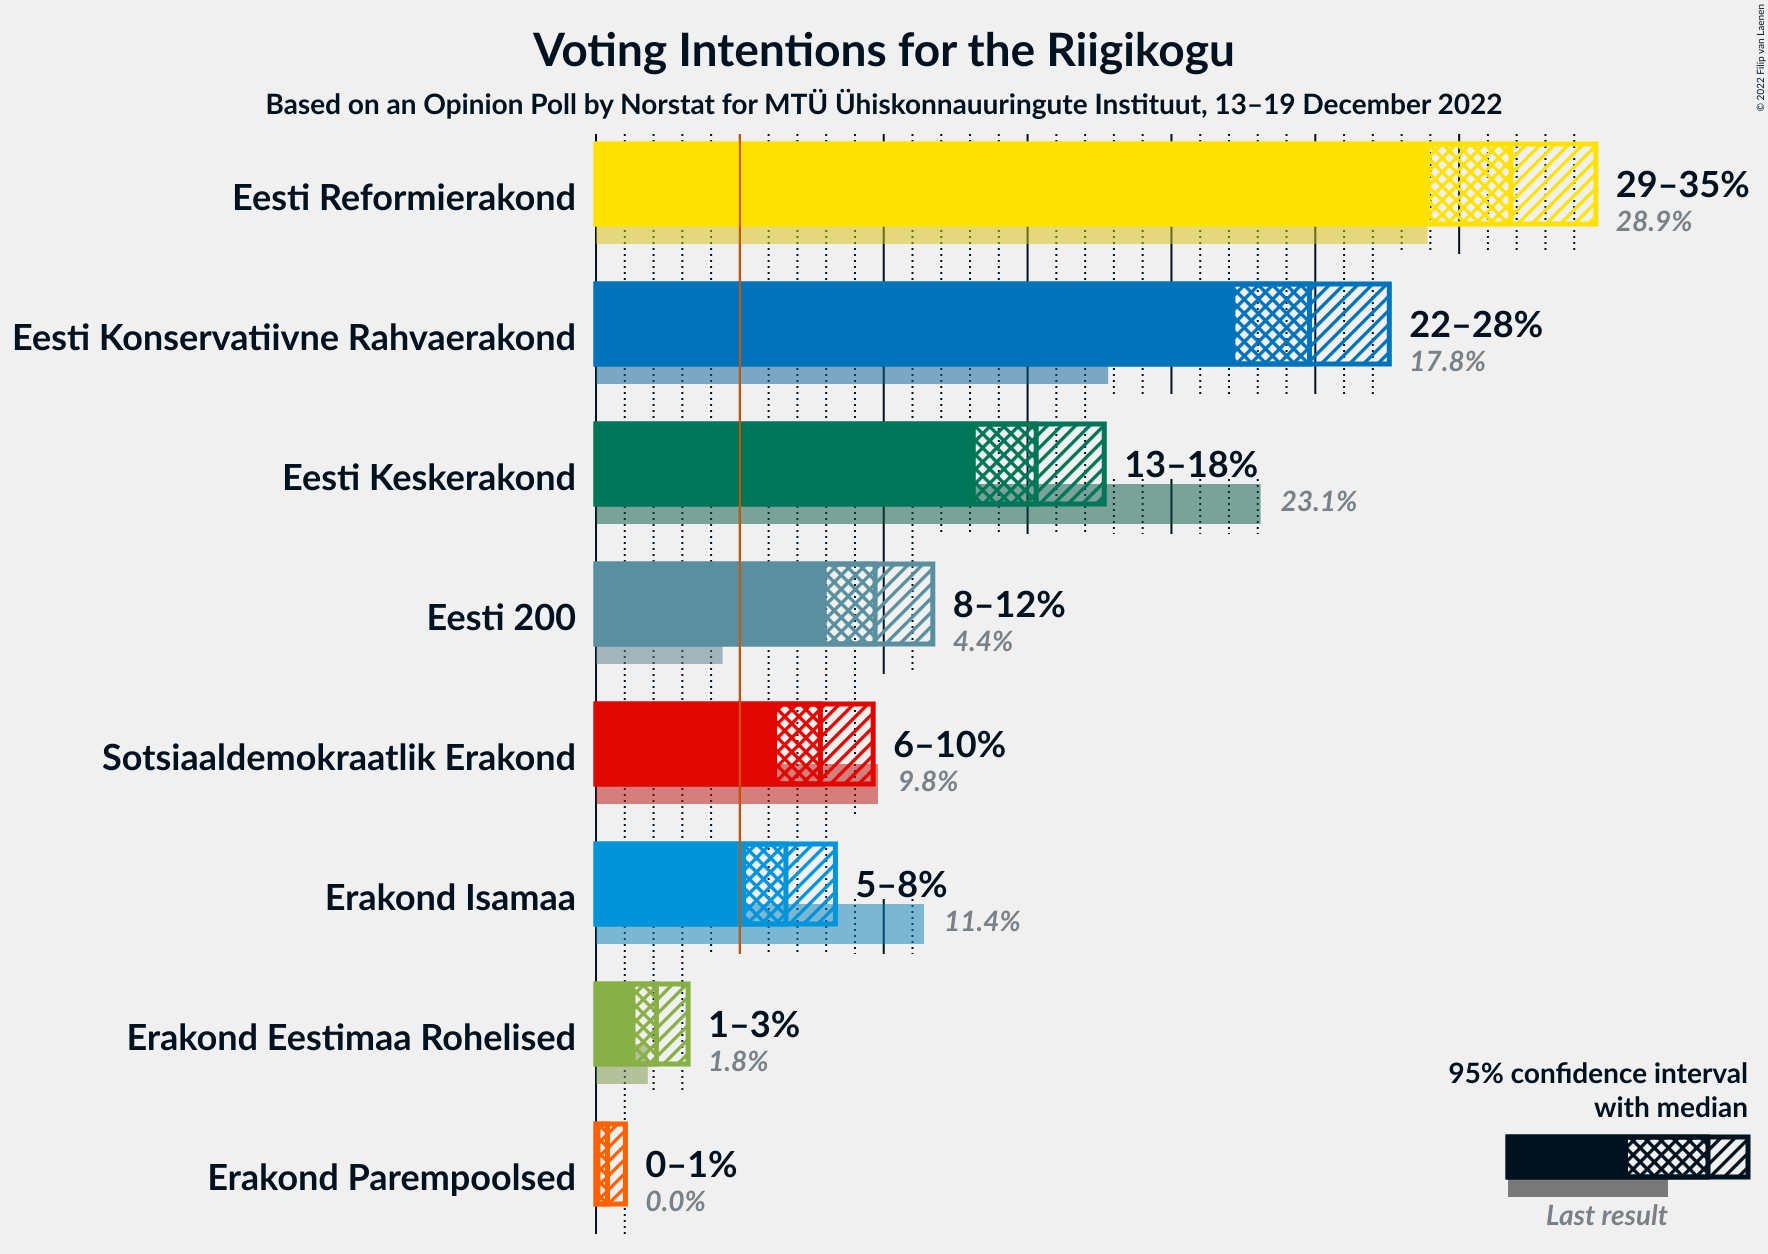 Voting Intentions for the Riigikogu
Based on an Opinion Poll by Norstat for MTÜ Ühiskonnauuringute Instituut, 13–19 December 2022
© 2022 Filip van Laenen
Eesti Reformierakond
29–35%
28.9%
Eesti Konservatiivne Rahvaerakond
22–28%
17.8%
Eesti Keskerakond
13–18%
23.1%
Eesti 200
8–12%
4.4%
Sotsiaaldemokraatlik Erakond
6–10%
9.8%
Erakond Isamaa
5–8%
11.4%
Erakond Eestimaa Rohelised
1–3%
1.8%
Erakond Parempoolsed
0–1%
0.0%
95% confidence interval
with median
Last result